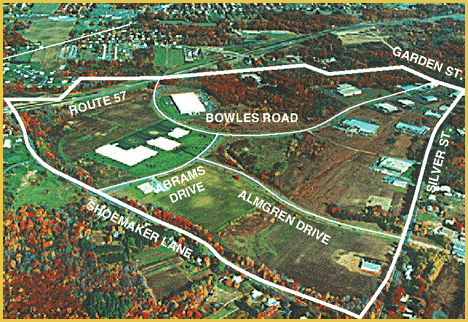 GARDEN ST.
ROUTE 57
BOWLES ROAD
SILVER ST.
ABRAMS
DRIVE
ALMGREN DRIVE
SHOEMAKER LANE